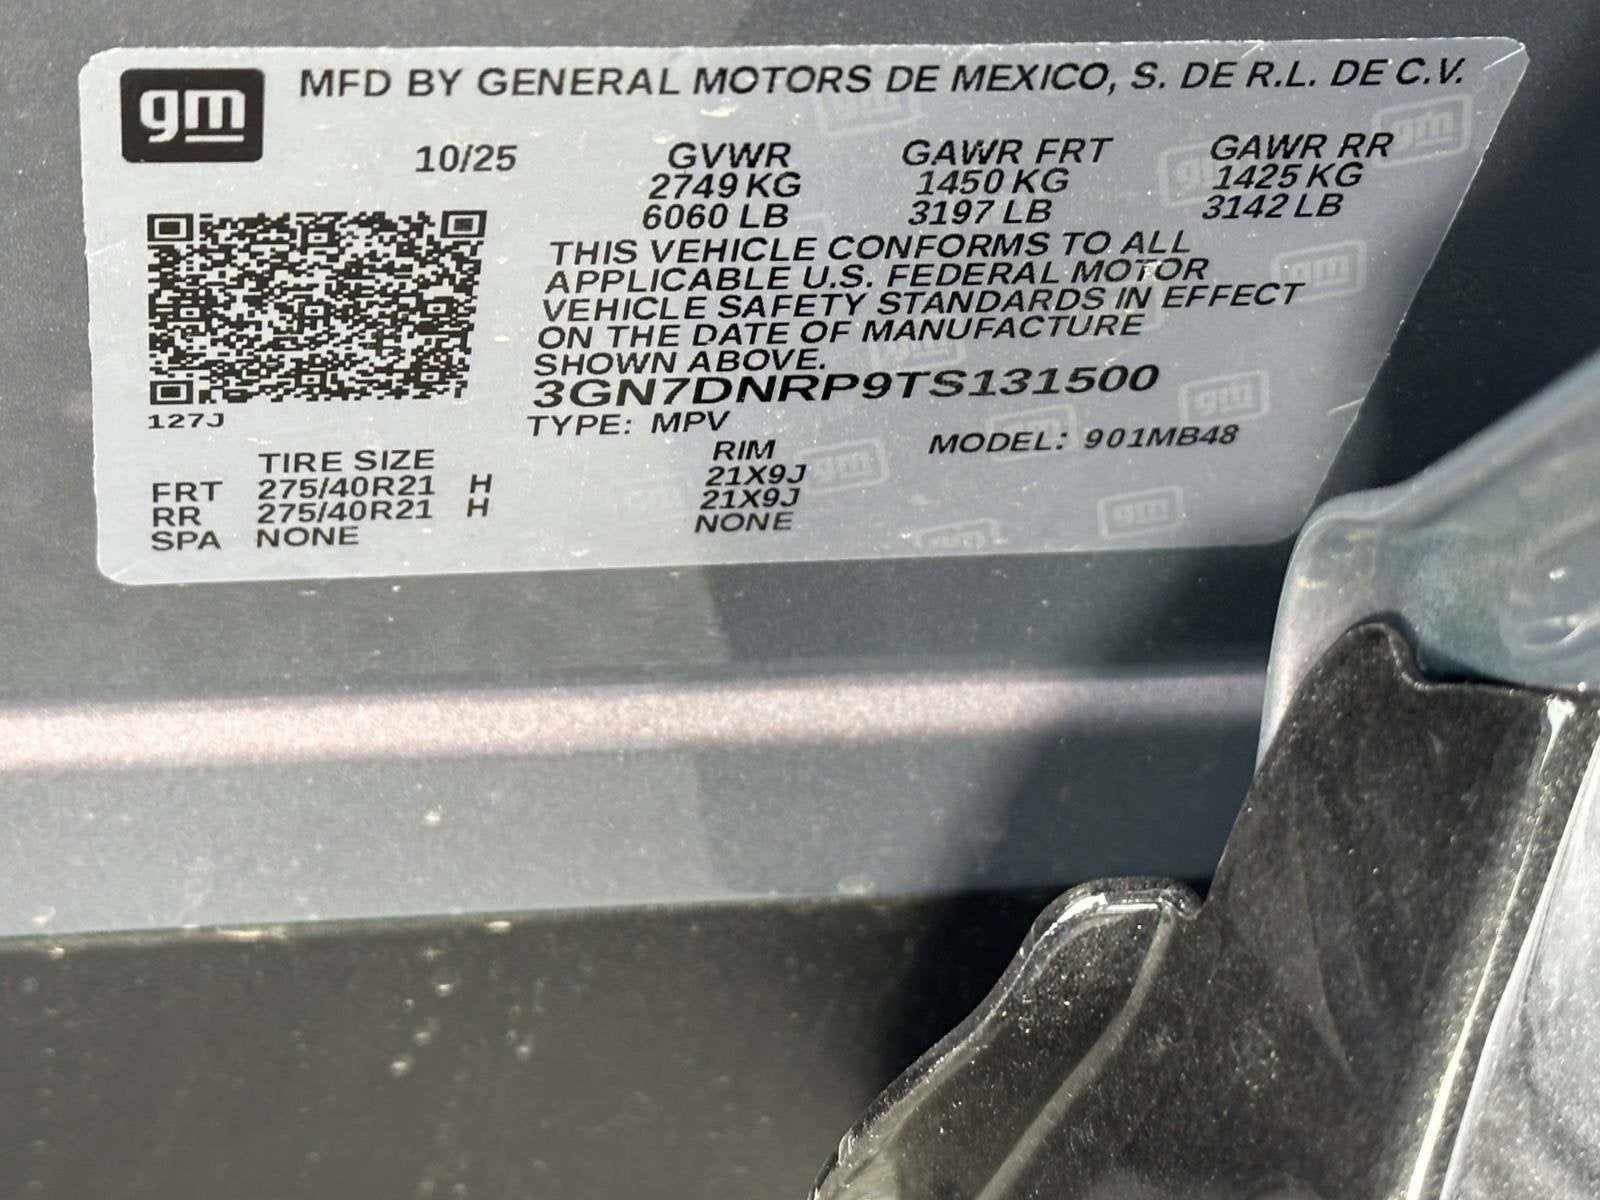 gm
MFD BY GENERAL MOTORS DE MEXICO, S. DE R.L. DE C.V.
10/25 GVWR GAWR FRT GAWR RR
2749 KG 1450 KG 1425 KG
6060 LB 3197 LB 3142 LB
THIS VEHICLE CONFORMS TO ALL
APPLICABLE U.S. FEDERAL MOTOR
VEHICLE SAFETY STANDARDS IN EFFECT
ON THE DATE OF MANUFACTURE
SHOWN ABOVE.
3GN7DNRP9TS131500
127J TYPE: MPV MODEL: 901MB48
TIRE SIZE RIM
FRT 275/40R21 H 21X9J
RR 275/40R21 H 21X9J
SPA NONE NONE